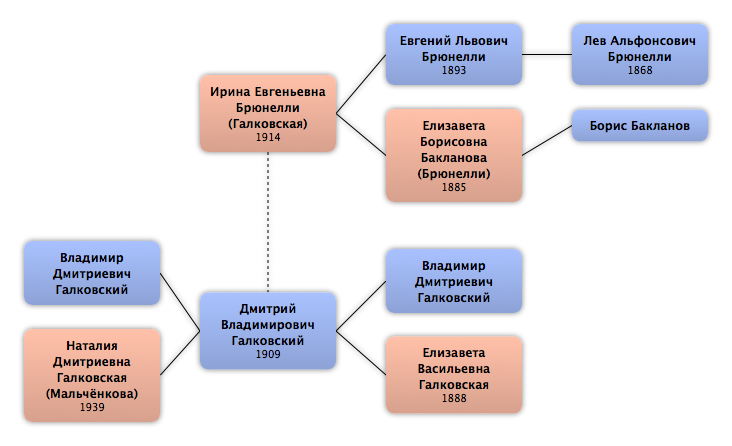 Евгений Львович
Брюнелли
1893
Лев Альфонсович
Брюнелли
1868
Ирина Евгеньевна
Брюнелли
(Галковская)
1914
Елизавета
Борисовна
Бакланова
(Брюнелли)
1885
Борис Бакланов
Владимир
Дмитриевич
Галковский
Наталия
Дмитриевна
Галковская
(Мальчёнкова)
1939
Дмитрий
Владимирович
Галковский
1909
Владимир
Дмитриевич
Галковский
Елизавета
Васильевна
Галковская
1888